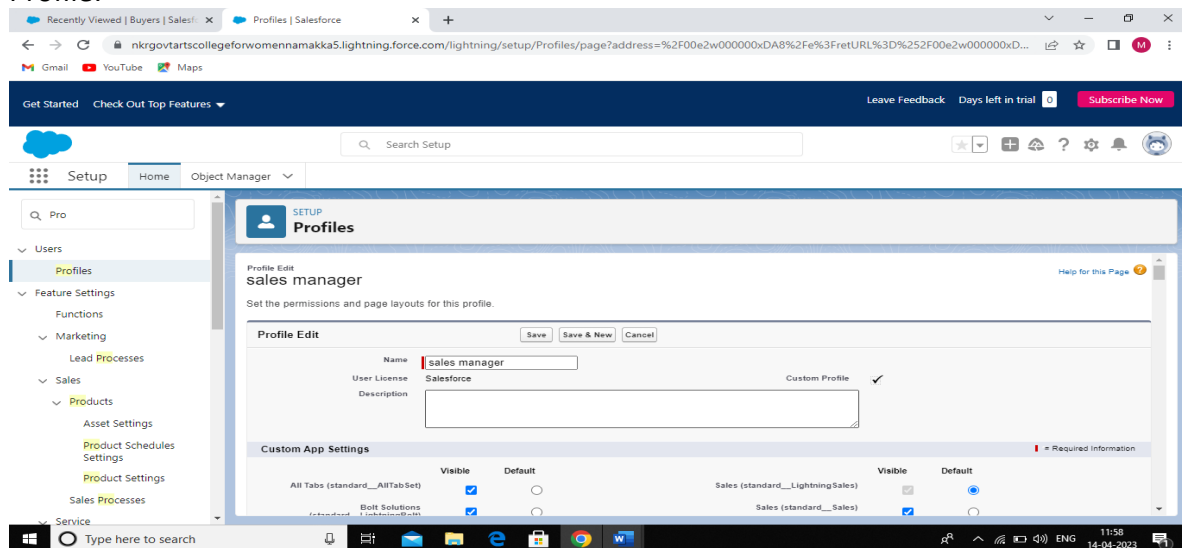 Profile.
Recently Viewed | Buyers | Salesfo
Profiles | Salesforce
nkrgovtartscollegeforwomennamakka5.lightning.force.com/lightning/setup/Profiles/page?address=%2F00e2w000000xDA8%2Fe%3FretURL%3D%252F00e2w000000xD...
M
Gmail YouTube Maps
Get Started Check Out Top Features
Leave Feedback Days left in trial 0 Subscribe Now
Search Setup
Setup Home Object Manager
Pro
Users
Profiles
Feature Settings
Functions
Marketing
Lead Processes
Sales
Products
Asset Settings
Product Schedules
Settings
Product Settings
Sales Processes
Service
SETUP
Profiles
Profile Edit
sales manager
Help for this Page
Set the permissions and page layouts for this profile.
Profile Edit Save Save & New Cancel
Name sales manager
User License Salesforce Custom Profile
Description
Custom App Settings = Required Information
Visible Default Visible Default
All Tabs (standard__AllTabSet) Sales (standard__LightningSales)
Bolt Solutions Sales (standard__Sales)
(standard__LightningBolt)
Type here to search
ENG
11:58
14-04-2023